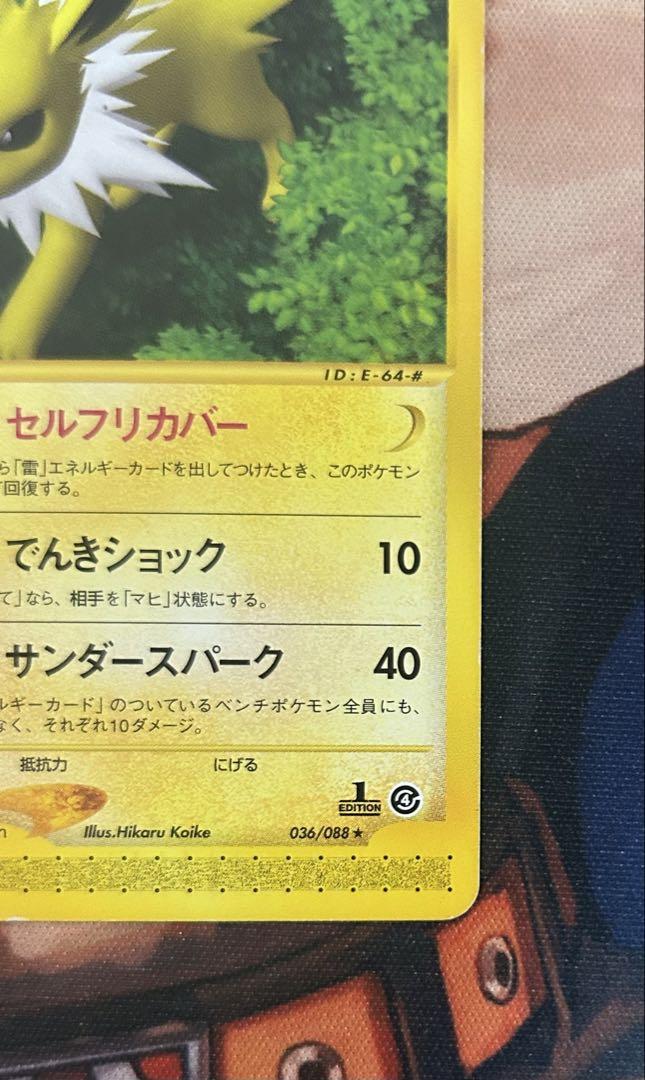 ID:E-64-#
セルフリカバー
ら「雷」エネルギーカードを出してつけたとき、このポケモン
回復する。
でんきショック 10
て」なら、相手を「マヒ」状態にする。
サンダースパーク 40
ルギーカード」のついているベンチポケモン全員にも、
なく、それぞれ10ダメージ。
抵抗力 にげる
1 EDITION 4
n Illus.Hikaru Koike 036/088★